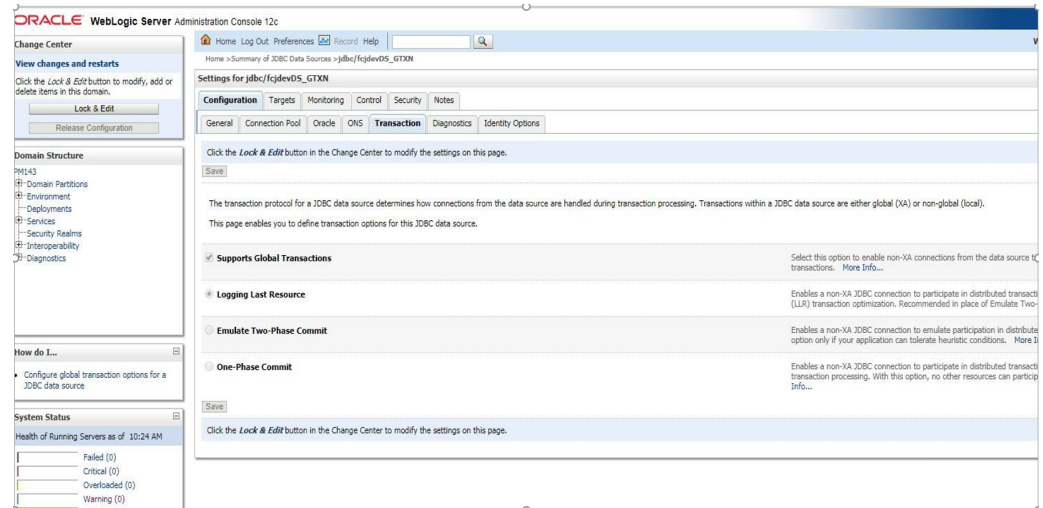 ORACLE WebLogic Server Administration Console 12c
Change Center
View changes and restarts
Click the Lock & Edit button to modify, add or
delete items in this domain.
Lock & Edit
Release Configuration
Domain Structure
PM143
Domain Partitions
Environment
Deployments
Services
Security Realms
Interoperability
Diagnostics
How do I...
Configure global transaction options for a
JDBC data source
System Status
Health of Running Servers as of 10:24 AM
Failed (0)
Critical (0)
Overloaded (0)
Warning (0)
Home Log Out Preferences Record Help
Home >Summary of JDBC Data Sources >jdbc/fcjdevDS_GTXN
Settings for jdbc/fcjdevDS_GTXN
Configuration Targets Monitoring Control Security Notes
General Connection Pool Oracle ONS Transaction Diagnostics Identity Options
Click the Lock & Edit button in the Change Center to modify the settings on this page.
Save
The transaction protocol for a JDBC data source determines how connections from the data source are handled during transaction processing. Transactions within a JDBC data source are either global (XA) or non-global (local).
This page enables you to define transaction options for this JDBC data source.
Supports Global Transactions
Select this option to enable non-XA connections from the data source t
transactions. More Info...
Logging Last Resource
Enables a non-XA JDBC connection to participate in distributed transacti
(LLR) transaction optimization. Recommended in place of Emulate Two-
Emulate Two-Phase Commit
Enables a non-XA JDBC connection to emulate participation in distribute
option only if your application can tolerate heuristic conditions. More I
One-Phase Commit
Enables a non-XA JDBC connection to participate in distributed transacti
transaction processing. With this option, no other resources can particip
Info...
Save
Click the Lock & Edit button in the Change Center to modify the settings on this page.